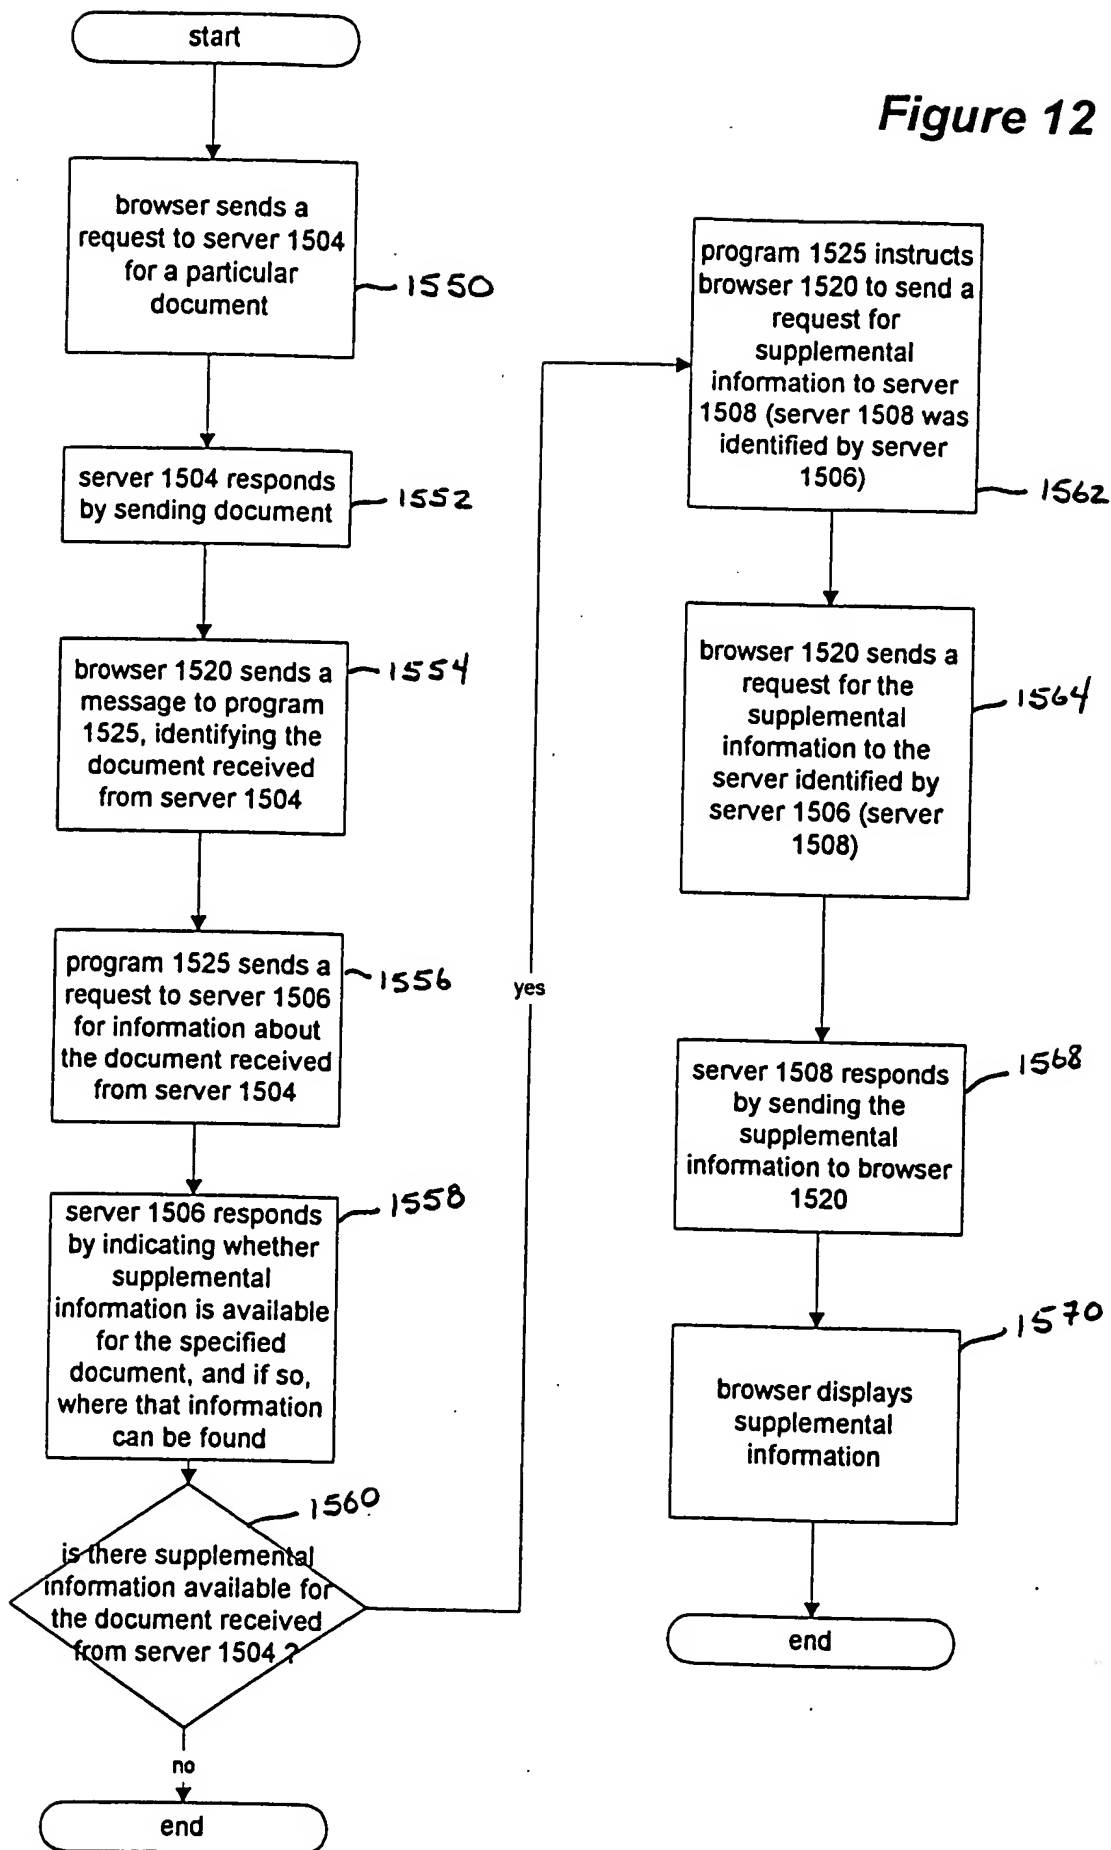 start
Figure 12
browser sends a
request to server 1504
for a particular
document
1550
server 1504 responds
by sending document
1552
browser 1520 sends a
message to program
1525, identifying the
document received
from server 1504
1554
program 1525 sends a
request to server 1506
for information about
the document received
from server 1504
1556
server 1506 responds
by indicating whether
supplemental
information is available
for the specified
document, and if so,
where that information
can be found
1558
is there supplemental
information available for
the document received
from server 1504 ?
1560
no
end
yes
program 1525 instructs
browser 1520 to send a
request for
supplemental
information to server
1508 (server 1508 was
identified by server
1506)
1562
browser 1520 sends a
request for the
supplemental
information to the
server identified by
server 1506 (server
1508)
1564
server 1508 responds
by sending the
supplemental
information to browser
1520
1568
browser displays
supplemental
information
1570
end